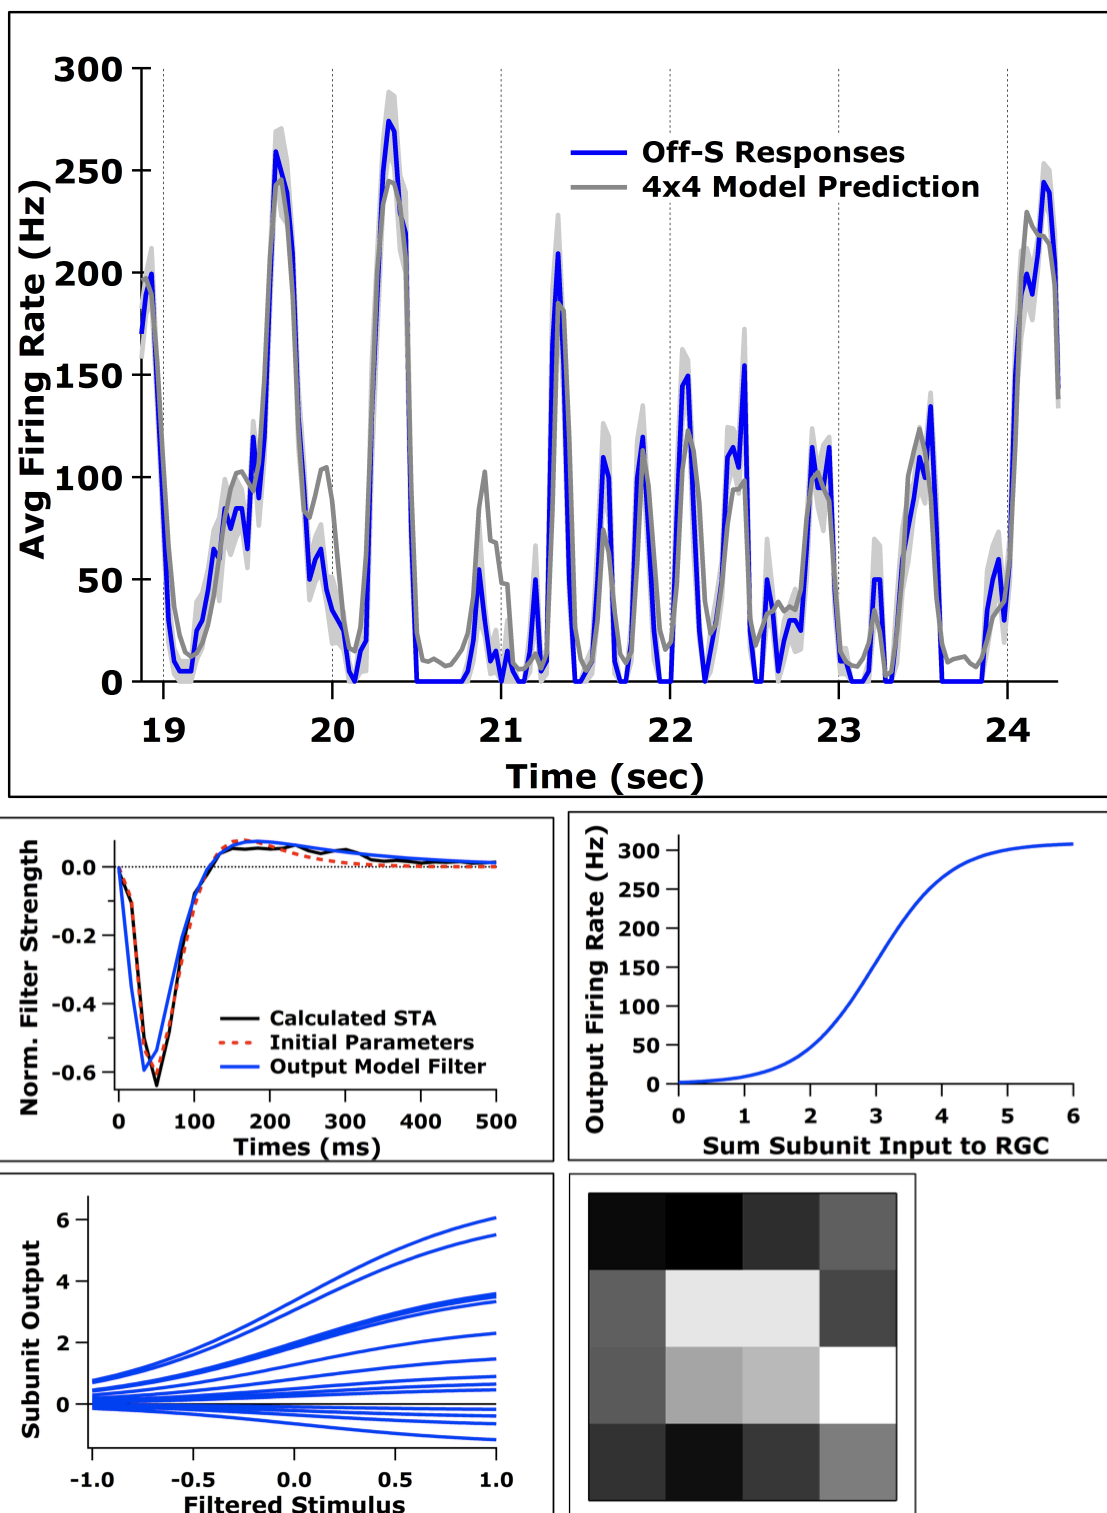 300
250
200
150
100
50
0
Avg Firing Rate (Hz)
Off-S Responses
4x4 Model Prediction
19 20 21 22 23 24
Time (sec)
0.0
-0.2
-0.4
-0.6
Norm. Filter Strength
Calculated STA
Initial Parameters
Output Model Filter
0 100 200 300 400 500
Times (ms)
300
250
200
150
100
50
0
Output Firing Rate (Hz)
0 1 2 3 4 5 6
Sum Subunit Input to RGC
6
4
2
0
Subunit Output
-1.0 -0.5 0.0 0.5 1.0
Filtered Stimulus